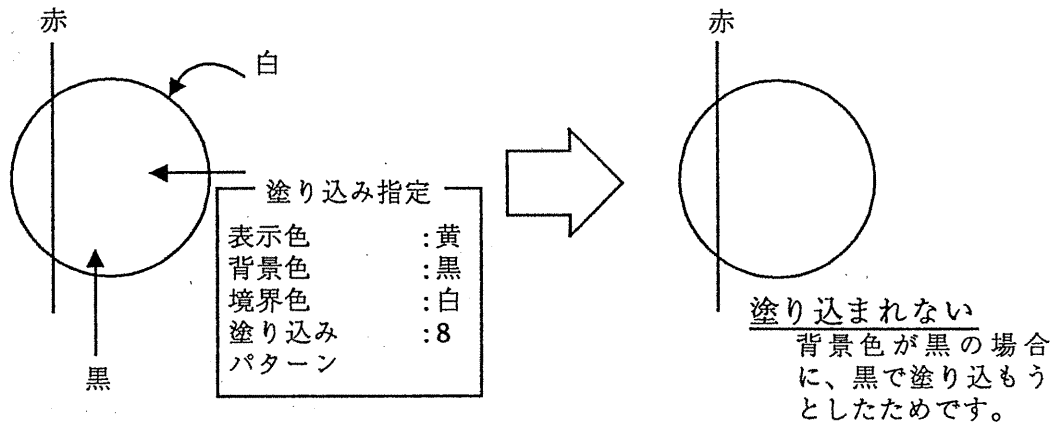 赤
白
塗り込み指定
表示色 :黄
背景色 :黒
境界色 :白
塗り込み :8
パターン
黒
赤
塗り込まれない
背景色が黒の場合
に、黒で塗り込もう
としたためです。